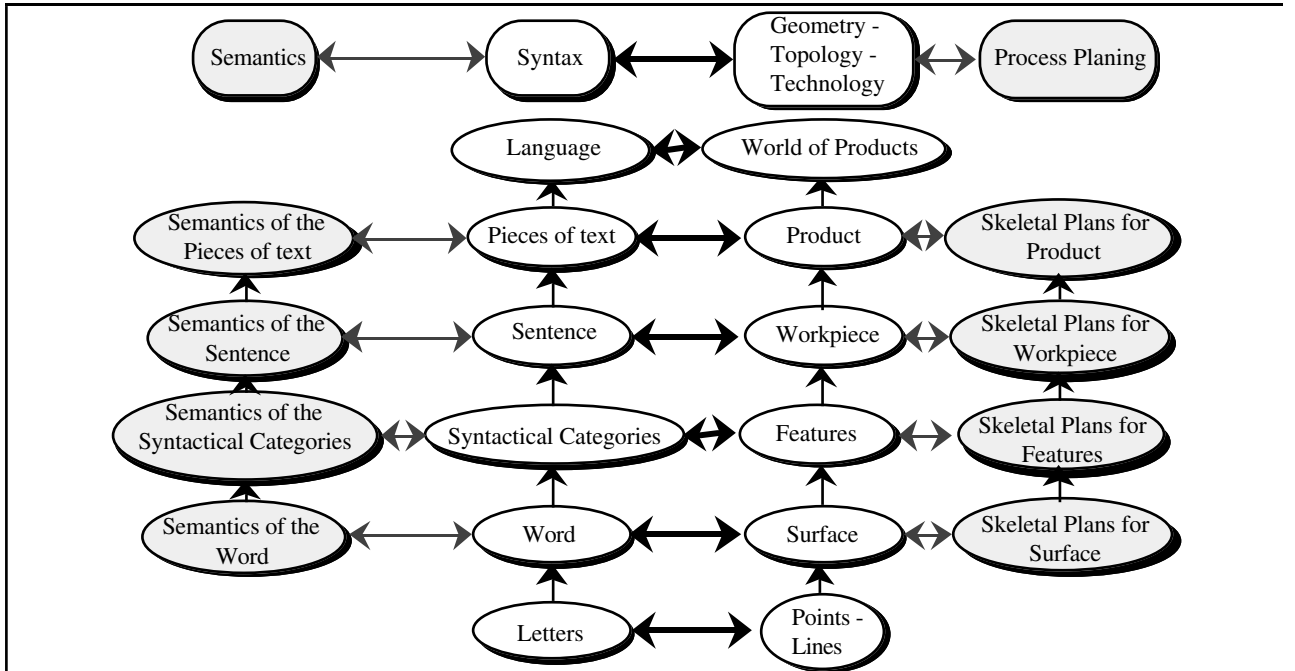 Semantics
Syntax
Geometry -
Topology -
Technology
Process Planing
Language
World of Products
Semantics of the
Pieces of text
Pieces of text
Product
Skeletal Plans for
Product
Semantics of the
Sentence
Sentence
Workpiece
Skeletal Plans for
Workpiece
Semantics of the
Syntactical Categories
Syntactical Categories
Features
Skeletal Plans for
Features
Semantics of the
Word
Word
Surface
Skeletal Plans for
Surface
Letters
Points -
Lines